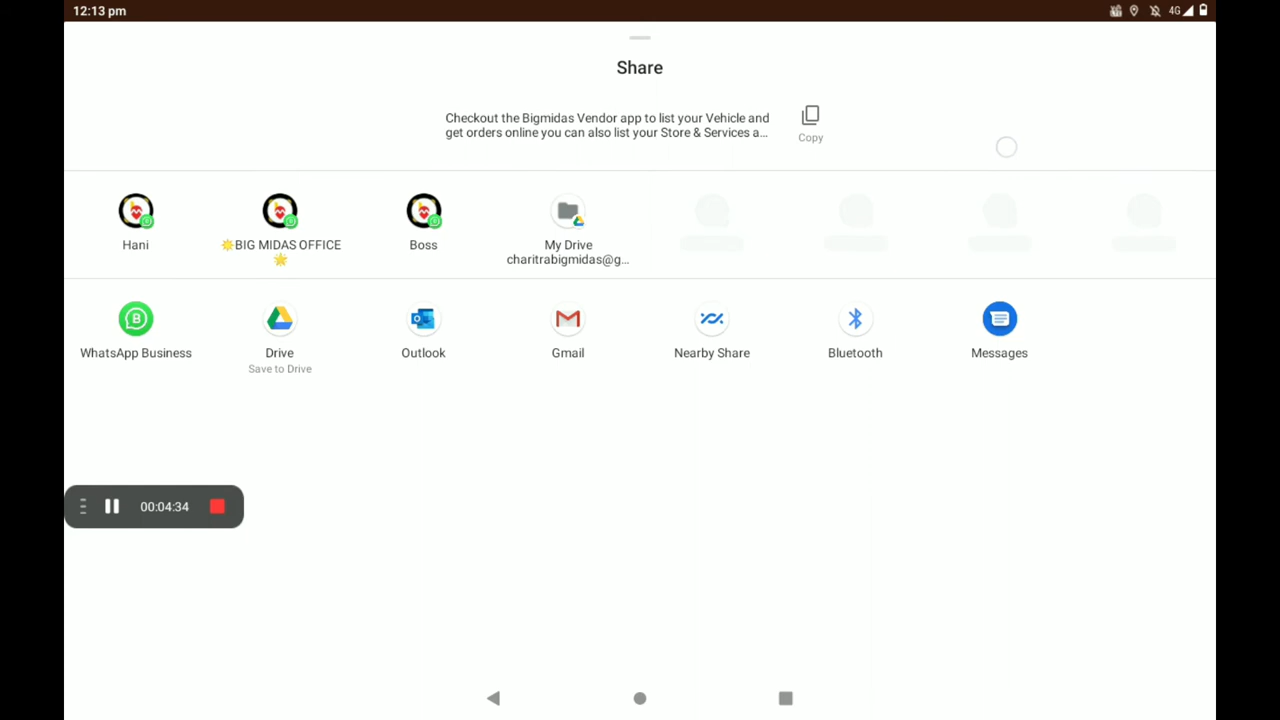 12:13 pm
4G
Share
Checkout the Bigmidas Vendor app to list your Vehicle and
get orders online you can also list your Store & Services a...
Copy
Hani
🌟BIG MIDAS OFFICE
🌟
Boss
My Drive
charitrabigmidas@g...
WhatsApp Business
Drive
Save to Drive
Outlook
Gmail
Nearby Share
Bluetooth
Messages
00:04:34